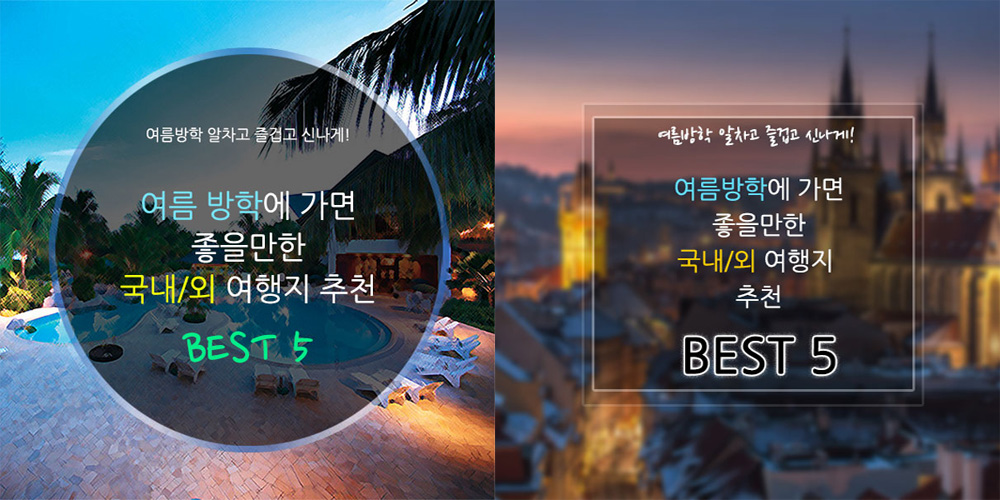 여름방학 알차고 즐겁고 신나게!
여름 방학에 가면
좋을만한
국내/외 여행지 추천
BEST 5
여름방학 알차고 즐겁고 신나게!
여름방학에 가면
좋을만한
국내/외 여행지
추천
BEST 5